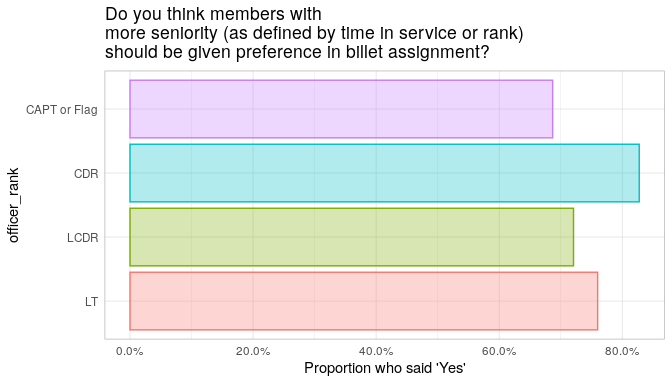 Do you think members with
more seniority (as defined by time in service or rank)
should be given preference in billet assignment?
CAPT or Flag
CDR
LCDR
LT
officer_rank
0.0%
20.0%
40.0%
60.0%
80.0%
Proportion who said 'Yes'